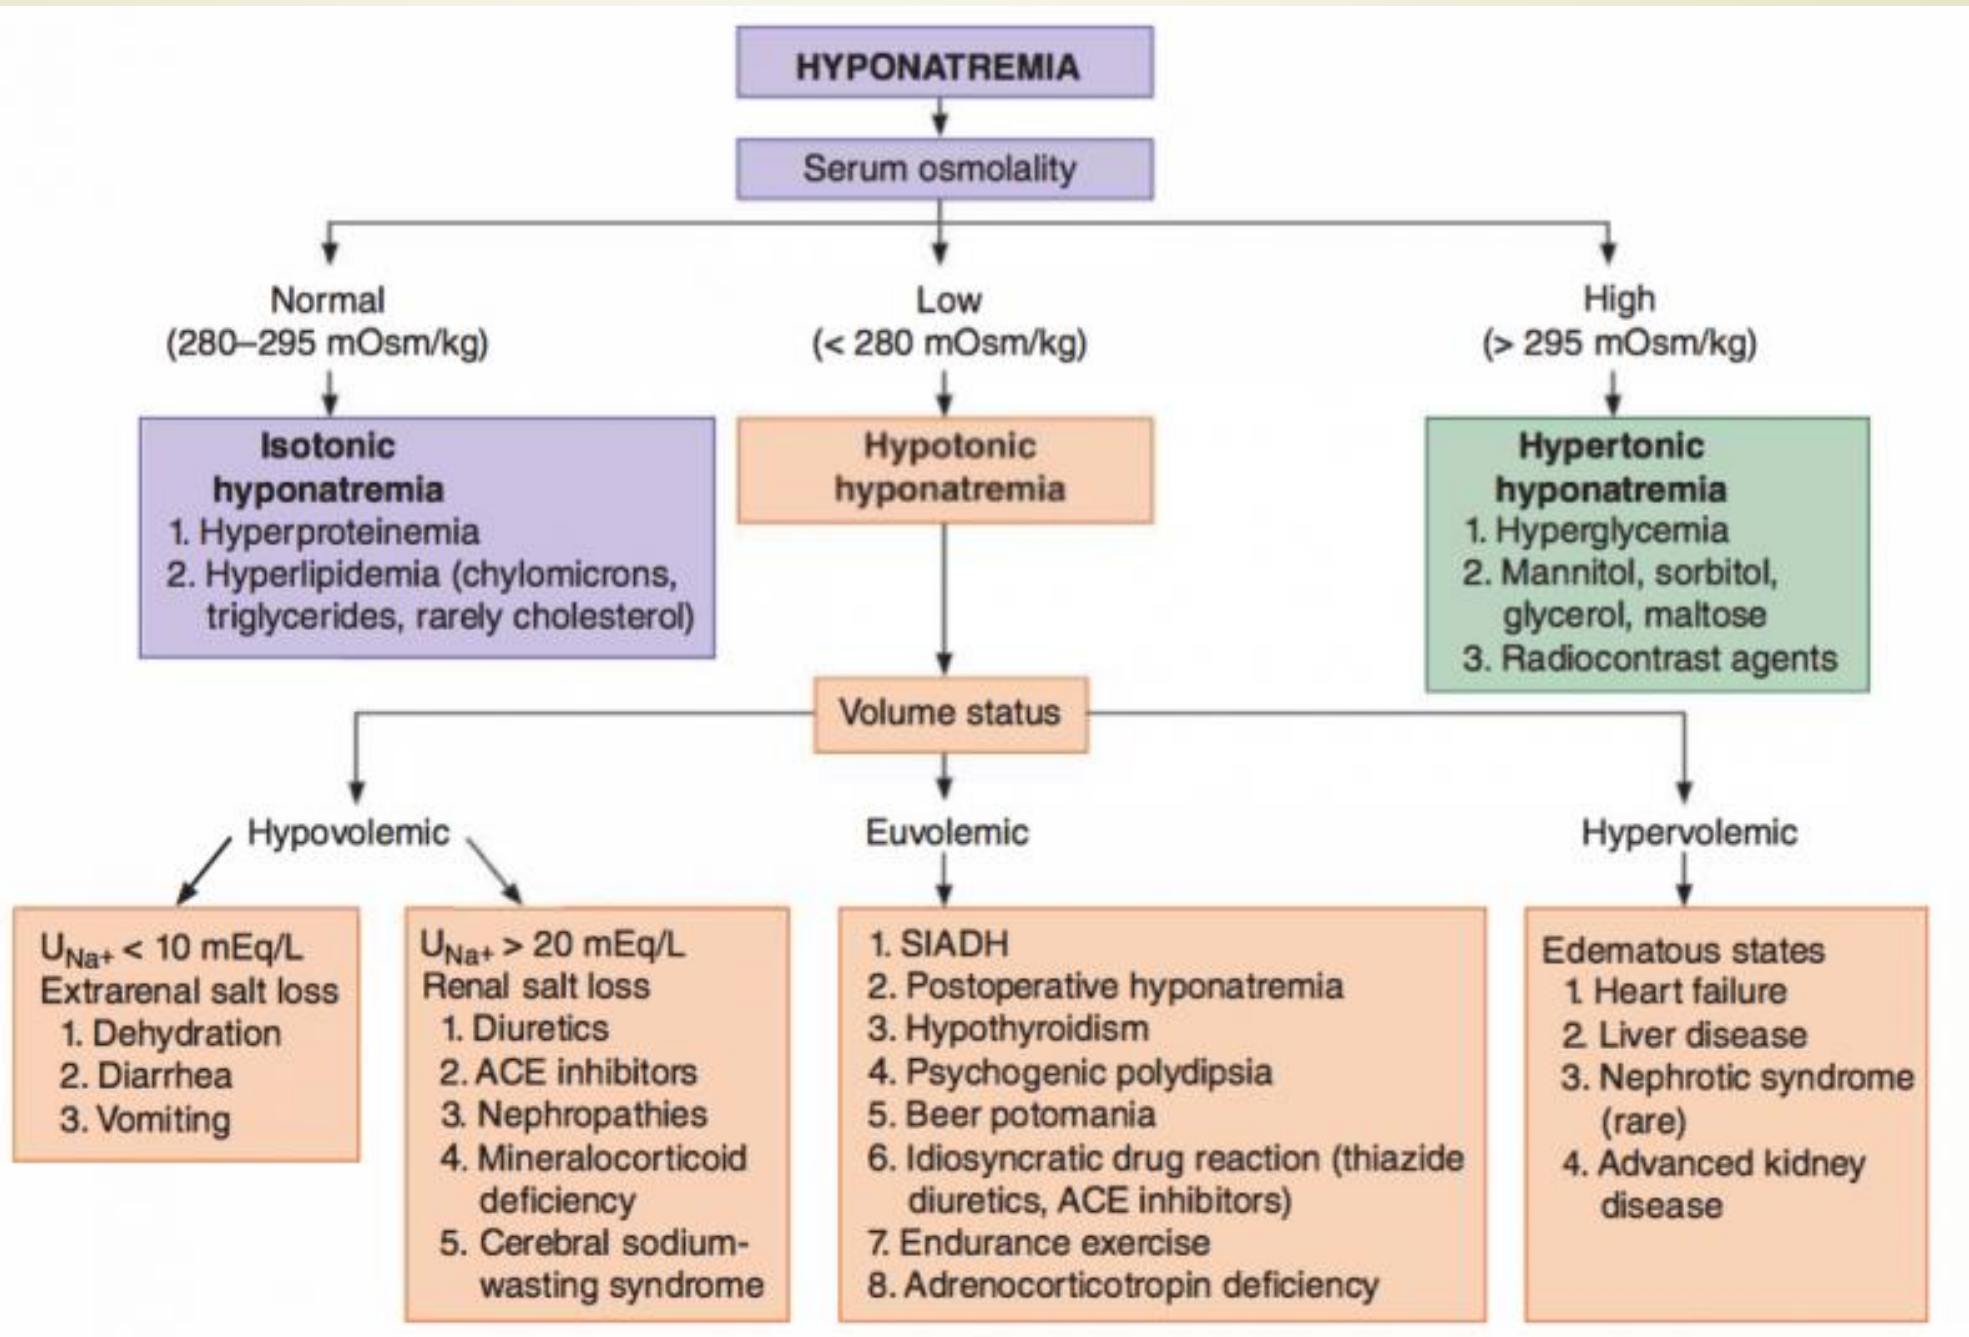 HYPONATREMIA
Serum osmolality
Normal
(280–295 mOsm/kg)
Low
(< 280 mOsm/kg)
High
(> 295 mOsm/kg)
Isotonic
hyponatremia
1. Hyperproteinemia
2. Hyperlipidemia (chylomicrons,
triglycerides, rarely cholesterol)
Hypotonic
hyponatremia
Hypertonic
hyponatremia
1. Hyperglycemia
2. Mannitol, sorbitol,
glycerol, maltose
3. Radiocontrast agents
Volume status
Hypovolemic
Euvolemic
Hypervolemic
UNa+ < 10 mEq/L
Extrarenal salt loss
1. Dehydration
2. Diarrhea
3. Vomiting
UNa+ > 20 mEq/L
Renal salt loss
1. Diuretics
2. ACE inhibitors
3. Nephropathies
4. Mineralocorticoid
deficiency
5. Cerebral sodium-
wasting syndrome
1. SIADH
2. Postoperative hyponatremia
3. Hypothyroidism
4. Psychogenic polydipsia
5. Beer potomania
6. Idiosyncratic drug reaction (thiazide
diuretics, ACE inhibitors)
7. Endurance exercise
8. Adrenocorticotropin deficiency
Edematous states
1. Heart failure
2. Liver disease
3. Nephrotic syndrome
(rare)
4. Advanced kidney
disease